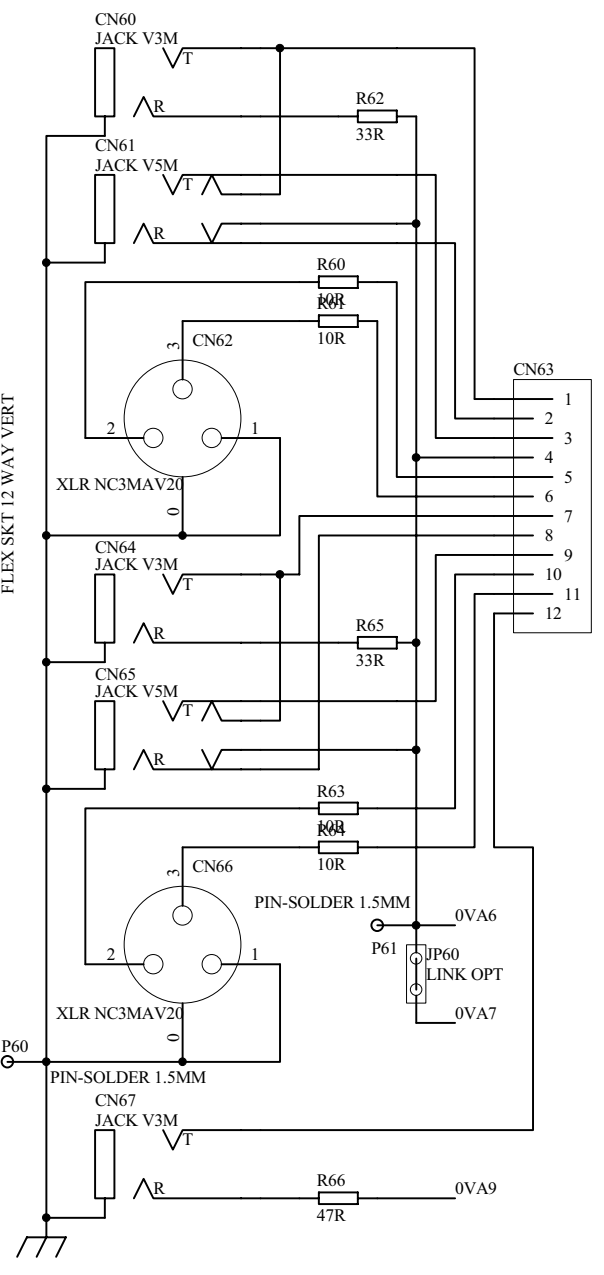 CN60
JACK V3M
T
R
R62
33R
CN61
JACK V5M
T
R
R60
10R
R61
10R
CN62
3
2
1
XLR NC3MAV20
0
CN63
1
2
3
4
5
6
7
8
9
10
11
12
FLEX SKT 12 WAY VERT
CN64
JACK V3M
T
R
R65
33R
CN65
JACK V5M
T
R
R63
10R
R64
10R
CN66
3
2
1
XLR NC3MAV20
0
PIN-SOLDER 1.5MM
P61
0VA6
JP60
LINK OPT
0VA7
P60
PIN-SOLDER 1.5MM
CN67
JACK V3M
T
R
R66
47R
0VA9